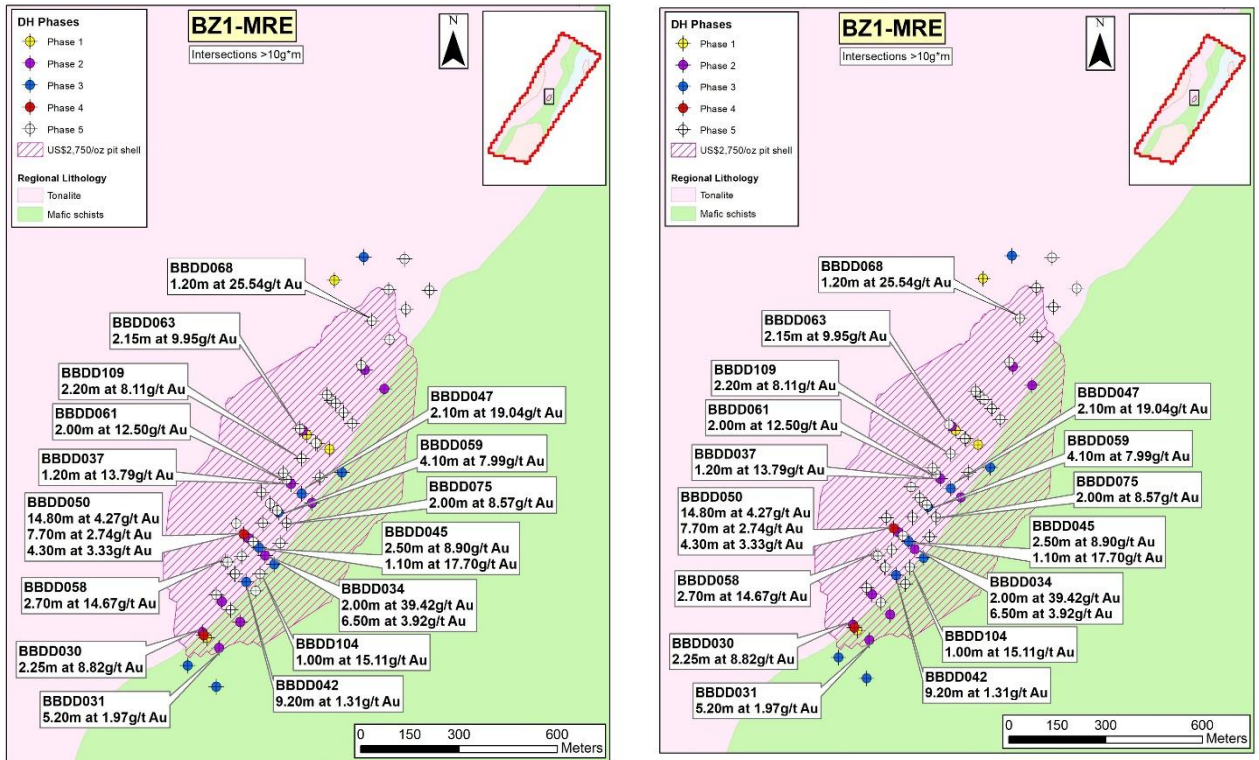 DH Phases
Phase 1
Phase 2
Phase 3
Phase 4
Phase 5
US$2,750/oz pit shell
Regional Lithology
Tonalite
Mafic schists
BZ1-MRE
Intersections >10g*m
N
BBDD068
1.20m at 25.54g/t Au
BBDD063
2.15m at 9.95g/t Au
BBDD109
2.20m at 8.11g/t Au
BBDD047
2.10m at 19.04g/t Au
BBDD061
2.00m at 12.50g/t Au
BBDD059
4.10m at 7.99g/t Au
BBDD037
1.20m at 13.79g/t Au
BBDD075
2.00m at 8.57g/t Au
BBDD050
14.80m at 4.27g/t Au
7.70m at 2.74g/t Au
4.30m at 3.33g/t Au
BBDD045
2.50m at 8.90g/t Au
1.10m at 17.70g/t Au
BBDD058
2.70m at 14.67g/t Au
BBDD034
2.00m at 39.42g/t Au
6.50m at 3.92g/t Au
BBDD104
1.00m at 15.11g/t Au
BBDD030
2.25m at 8.82g/t Au
BBDD042
9.20m at 1.31g/t Au
BBDD031
5.20m at 1.97g/t Au
0 150 300 600
Meters
DH Phases
Phase 1
Phase 2
Phase 3
Phase 4
Phase 5
US$2,750/oz pit shell
Regional Lithology
Tonalite
Mafic schists
BZ1-MRE
Intersections >10g*m
N
BBDD068
1.20m at 25.54g/t Au
BBDD063
2.15m at 9.95g/t Au
BBDD109
2.20m at 8.11g/t Au
BBDD047
2.10m at 19.04g/t Au
BBDD061
2.00m at 12.50g/t Au
BBDD059
4.10m at 7.99g/t Au
BBDD037
1.20m at 13.79g/t Au
BBDD075
2.00m at 8.57g/t Au
BBDD050
14.80m at 4.27g/t Au
7.70m at 2.74g/t Au
4.30m at 3.33g/t Au
BBDD045
2.50m at 8.90g/t Au
1.10m at 17.70g/t Au
BBDD058
2.70m at 14.67g/t Au
BBDD034
2.00m at 39.42g/t Au
6.50m at 3.92g/t Au
BBDD104
1.00m at 15.11g/t Au
BBDD030
2.25m at 8.82g/t Au
BBDD042
9.20m at 1.31g/t Au
BBDD031
5.20m at 1.97g/t Au
0 150 300 600
Meters